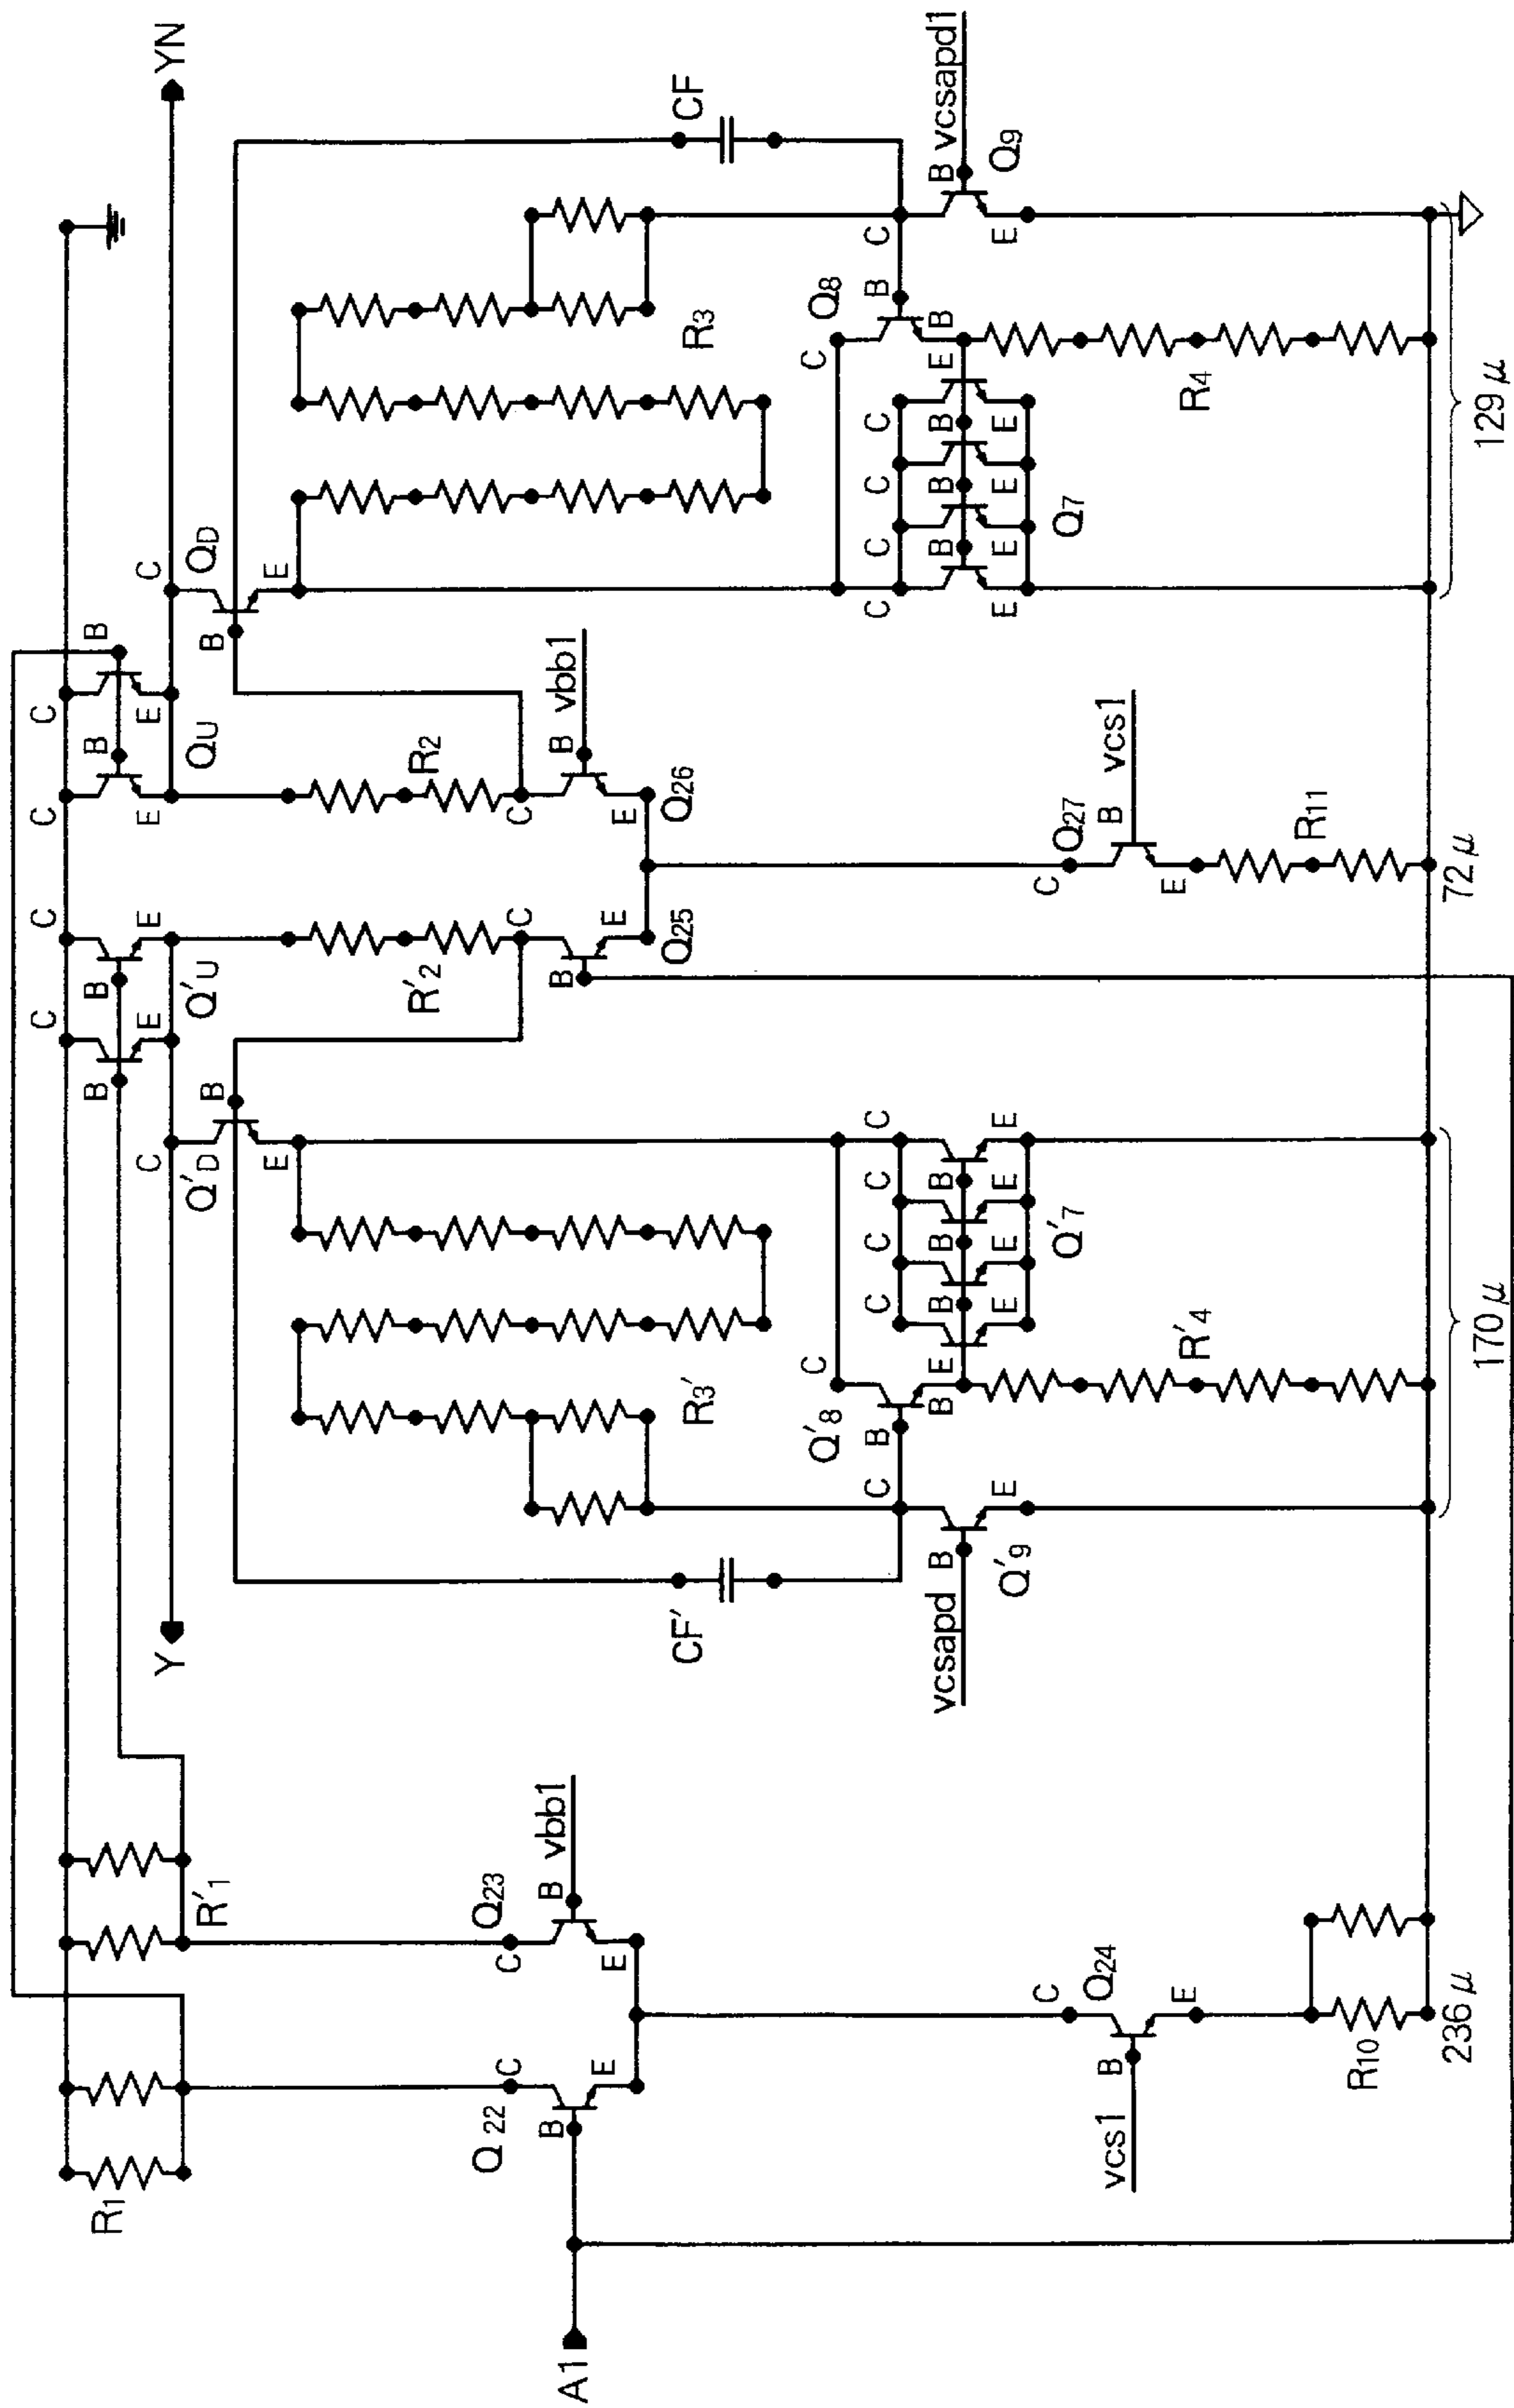 C C C C
R1 B B B B
C E E E E C
Y YN
R'1 Q'D B Q'U QU B QD
E E
R'2 R2
Q22 C Q23 C C C
B B vbb1 B B vbb1
A1
E E E E
CF' R3' Q25 Q26 R3 CF
Q'8 C C Q8
C B C C C C C C C C B C
vcsapd B B E B B B B B B E B B vcsapd1
Q'9 E E E E E E E E E E Q9
Q'7 Q7
C Q24 C Q27
vcs1 B B vcs1
E E
R10 R'4 R11 R4
236μ 170μ 72μ 129μ